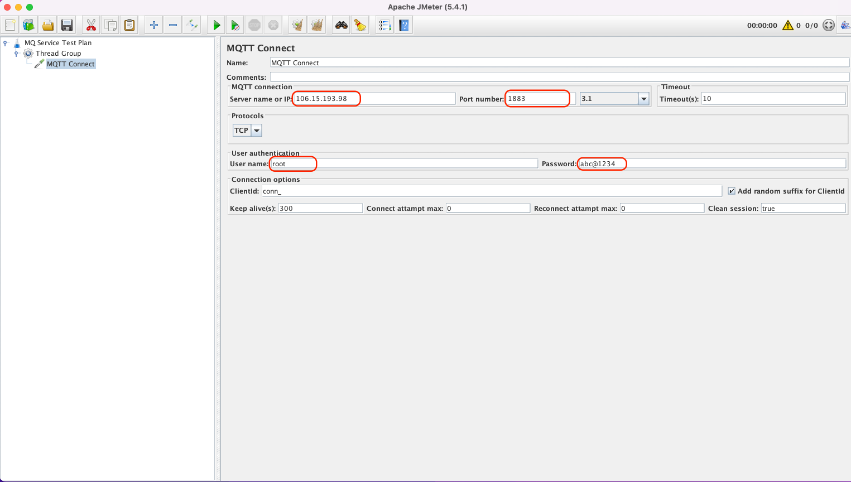 Apache JMeter (5.4.1)
00:00:00 0 0/0
MQ Service Test Plan
Thread Group
MQTT Connect
MQTT Connect
Name: MQTT Connect
Comments:
MQTT connection
Timeout
Server name or IP: 106.15.193.98 Port number: 1883 3.1 Timeout(s): 10
Protocols
TCP
User authentication
User name: root Password: abc@1234
Connection options
ClientId: conn_ Add random suffix for ClientId
Keep alive(s): 300 Connect attampt max: 0 Reconnect attampt max: 0 Clean session: true